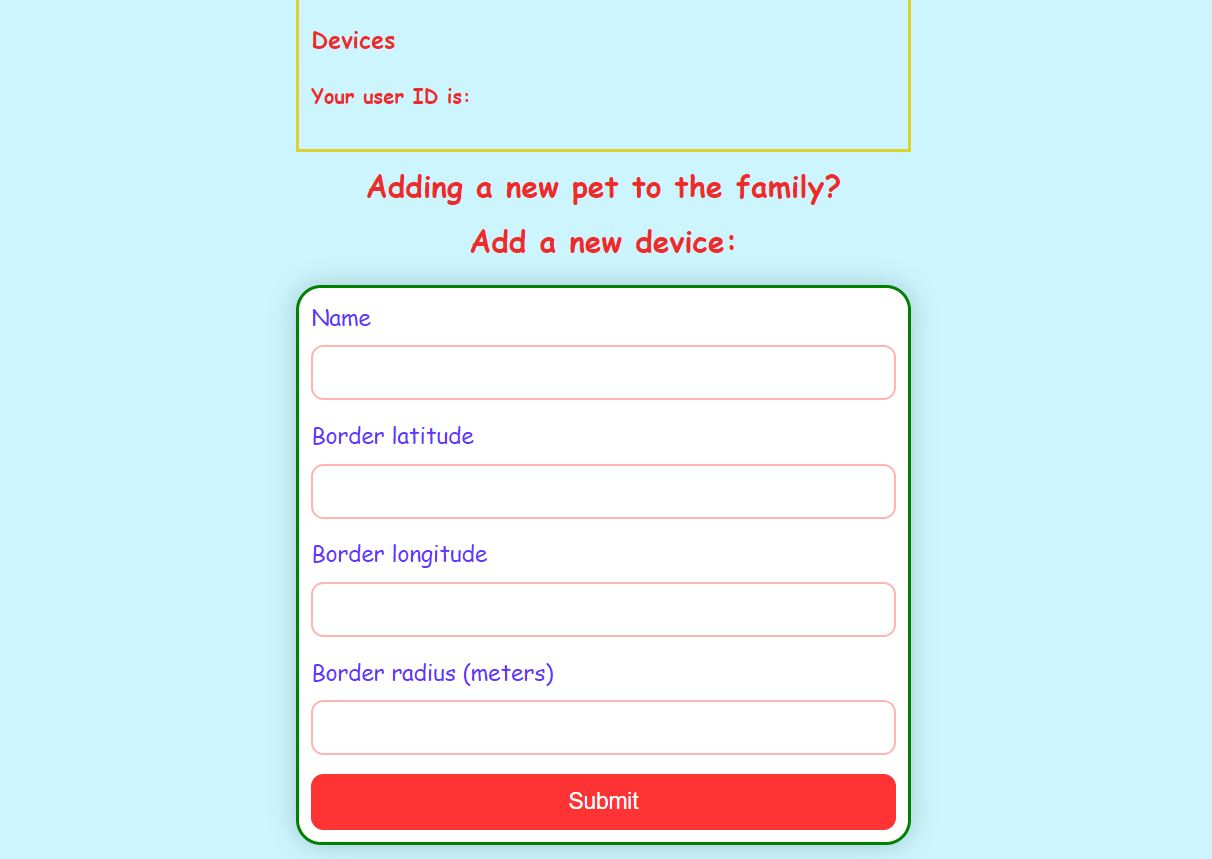 Devices
Your user ID is:
Adding a new pet to the family?
Add a new device:
Name
Border latitude
Border longitude
Border radius (meters)
Submit